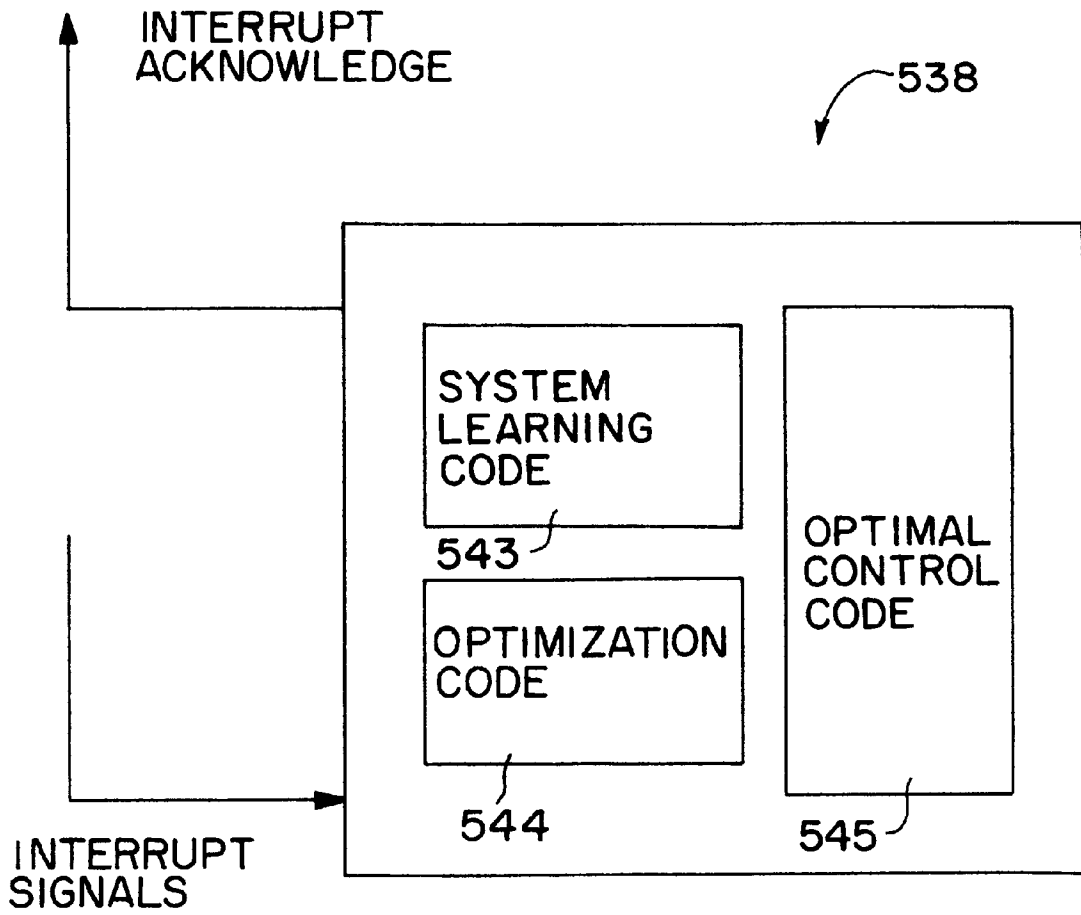 INTERRUPT
ACKNOWLEDGE
538
SYSTEM
LEARNING
CODE
543
OPTIMIZATION
CODE
544
OPTIMAL
CONTROL
CODE
545
INTERRUPT
SIGNALS